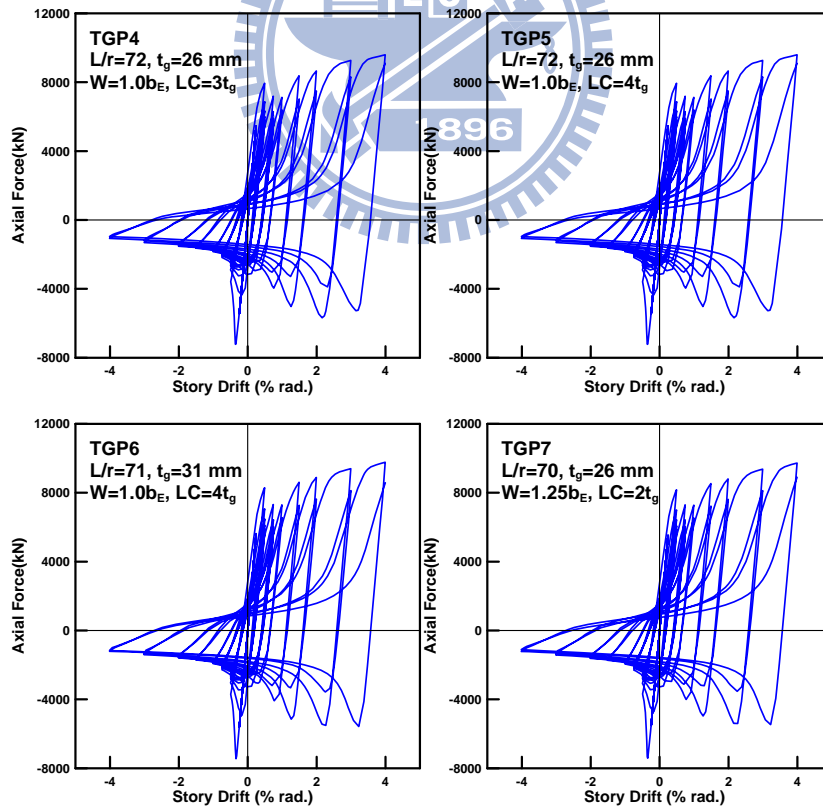 12000
8000
4000
0
-4000
-8000
Axial Force(kN)
TGP4
L/r=72, tg=26 mm
W=1.0bE, LC=3tg
-4 -2 0 2 4
Story Drift (% rad.)
12000
8000
4000
0
-4000
-8000
Axial Force(kN)
TGP5
L/r=72, tg=26 mm
W=1.0bE, LC=4tg
-4 -2 0 2 4
Story Drift (% rad.)
1896
12000
8000
4000
0
-4000
-8000
Axial Force(kN)
TGP6
L/r=71, tg=31 mm
W=1.0bE, LC=4tg
-4 -2 0 2 4
Story Drift (% rad.)
12000
8000
4000
0
-4000
-8000
Axial Force(kN)
TGP7
L/r=70, tg=26 mm
W=1.25bE, LC=2tg
-4 -2 0 2 4
Story Drift (% rad.)